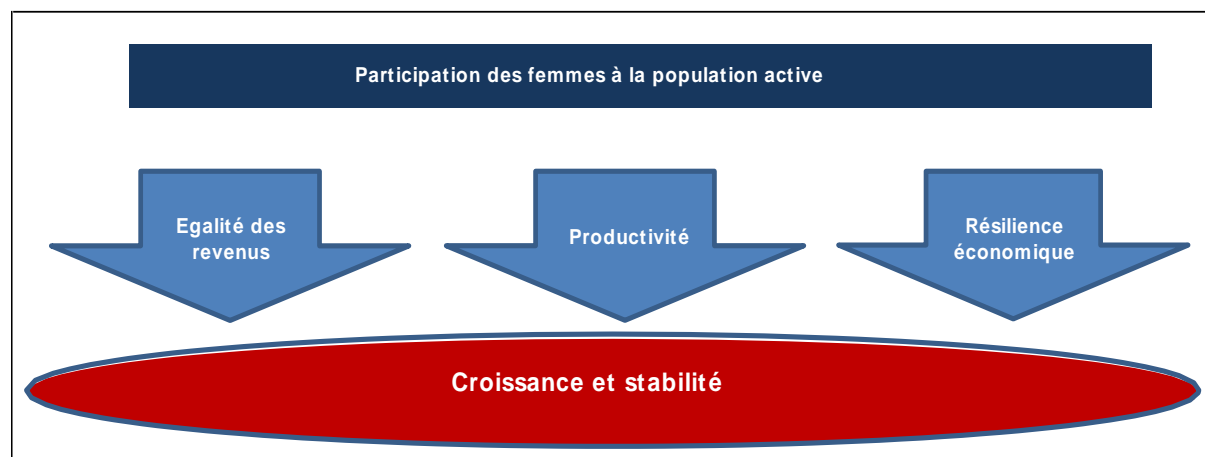 Participation des femmes à la population active
Egalité des
revenus
Productivité
Résilience
économique
Croissance et stabilité